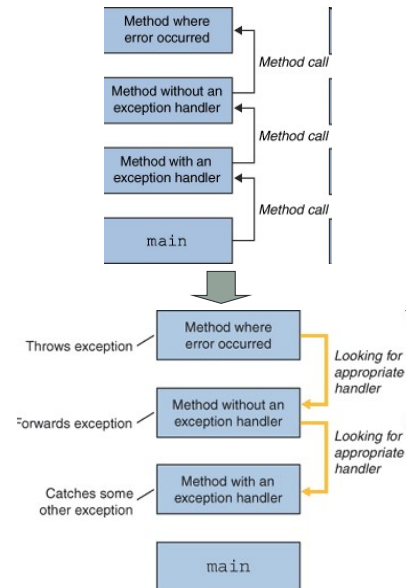 Method where
error occurred
Method call
Method without an
exception handler
Method call
Method with an
exception handler
Method call
main
Method where
error occurred
Throws exception
Looking for
appropriate
handler
Method without an
exception handler
Forwards exception
Looking for
appropriate
handler
Method with an
exception handler
Catches some
other exception
main